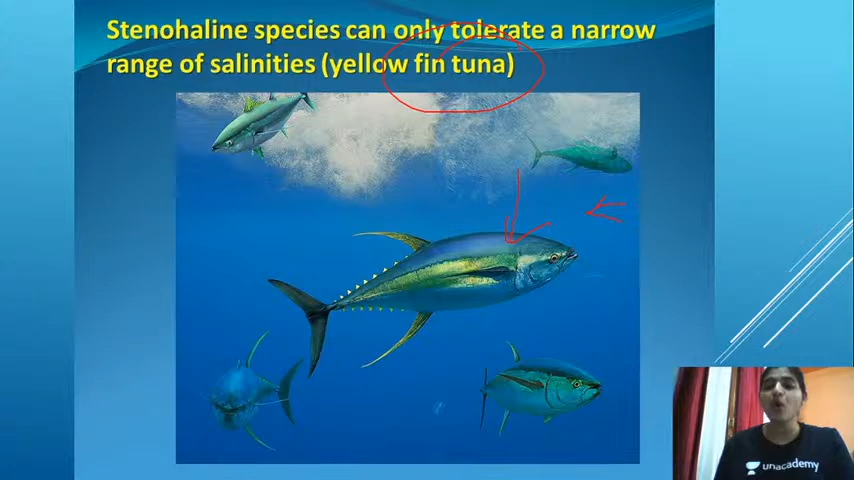 Stenohaline species can only tolerate a narrow
range of salinities (yellow fin tuna)
unacademy